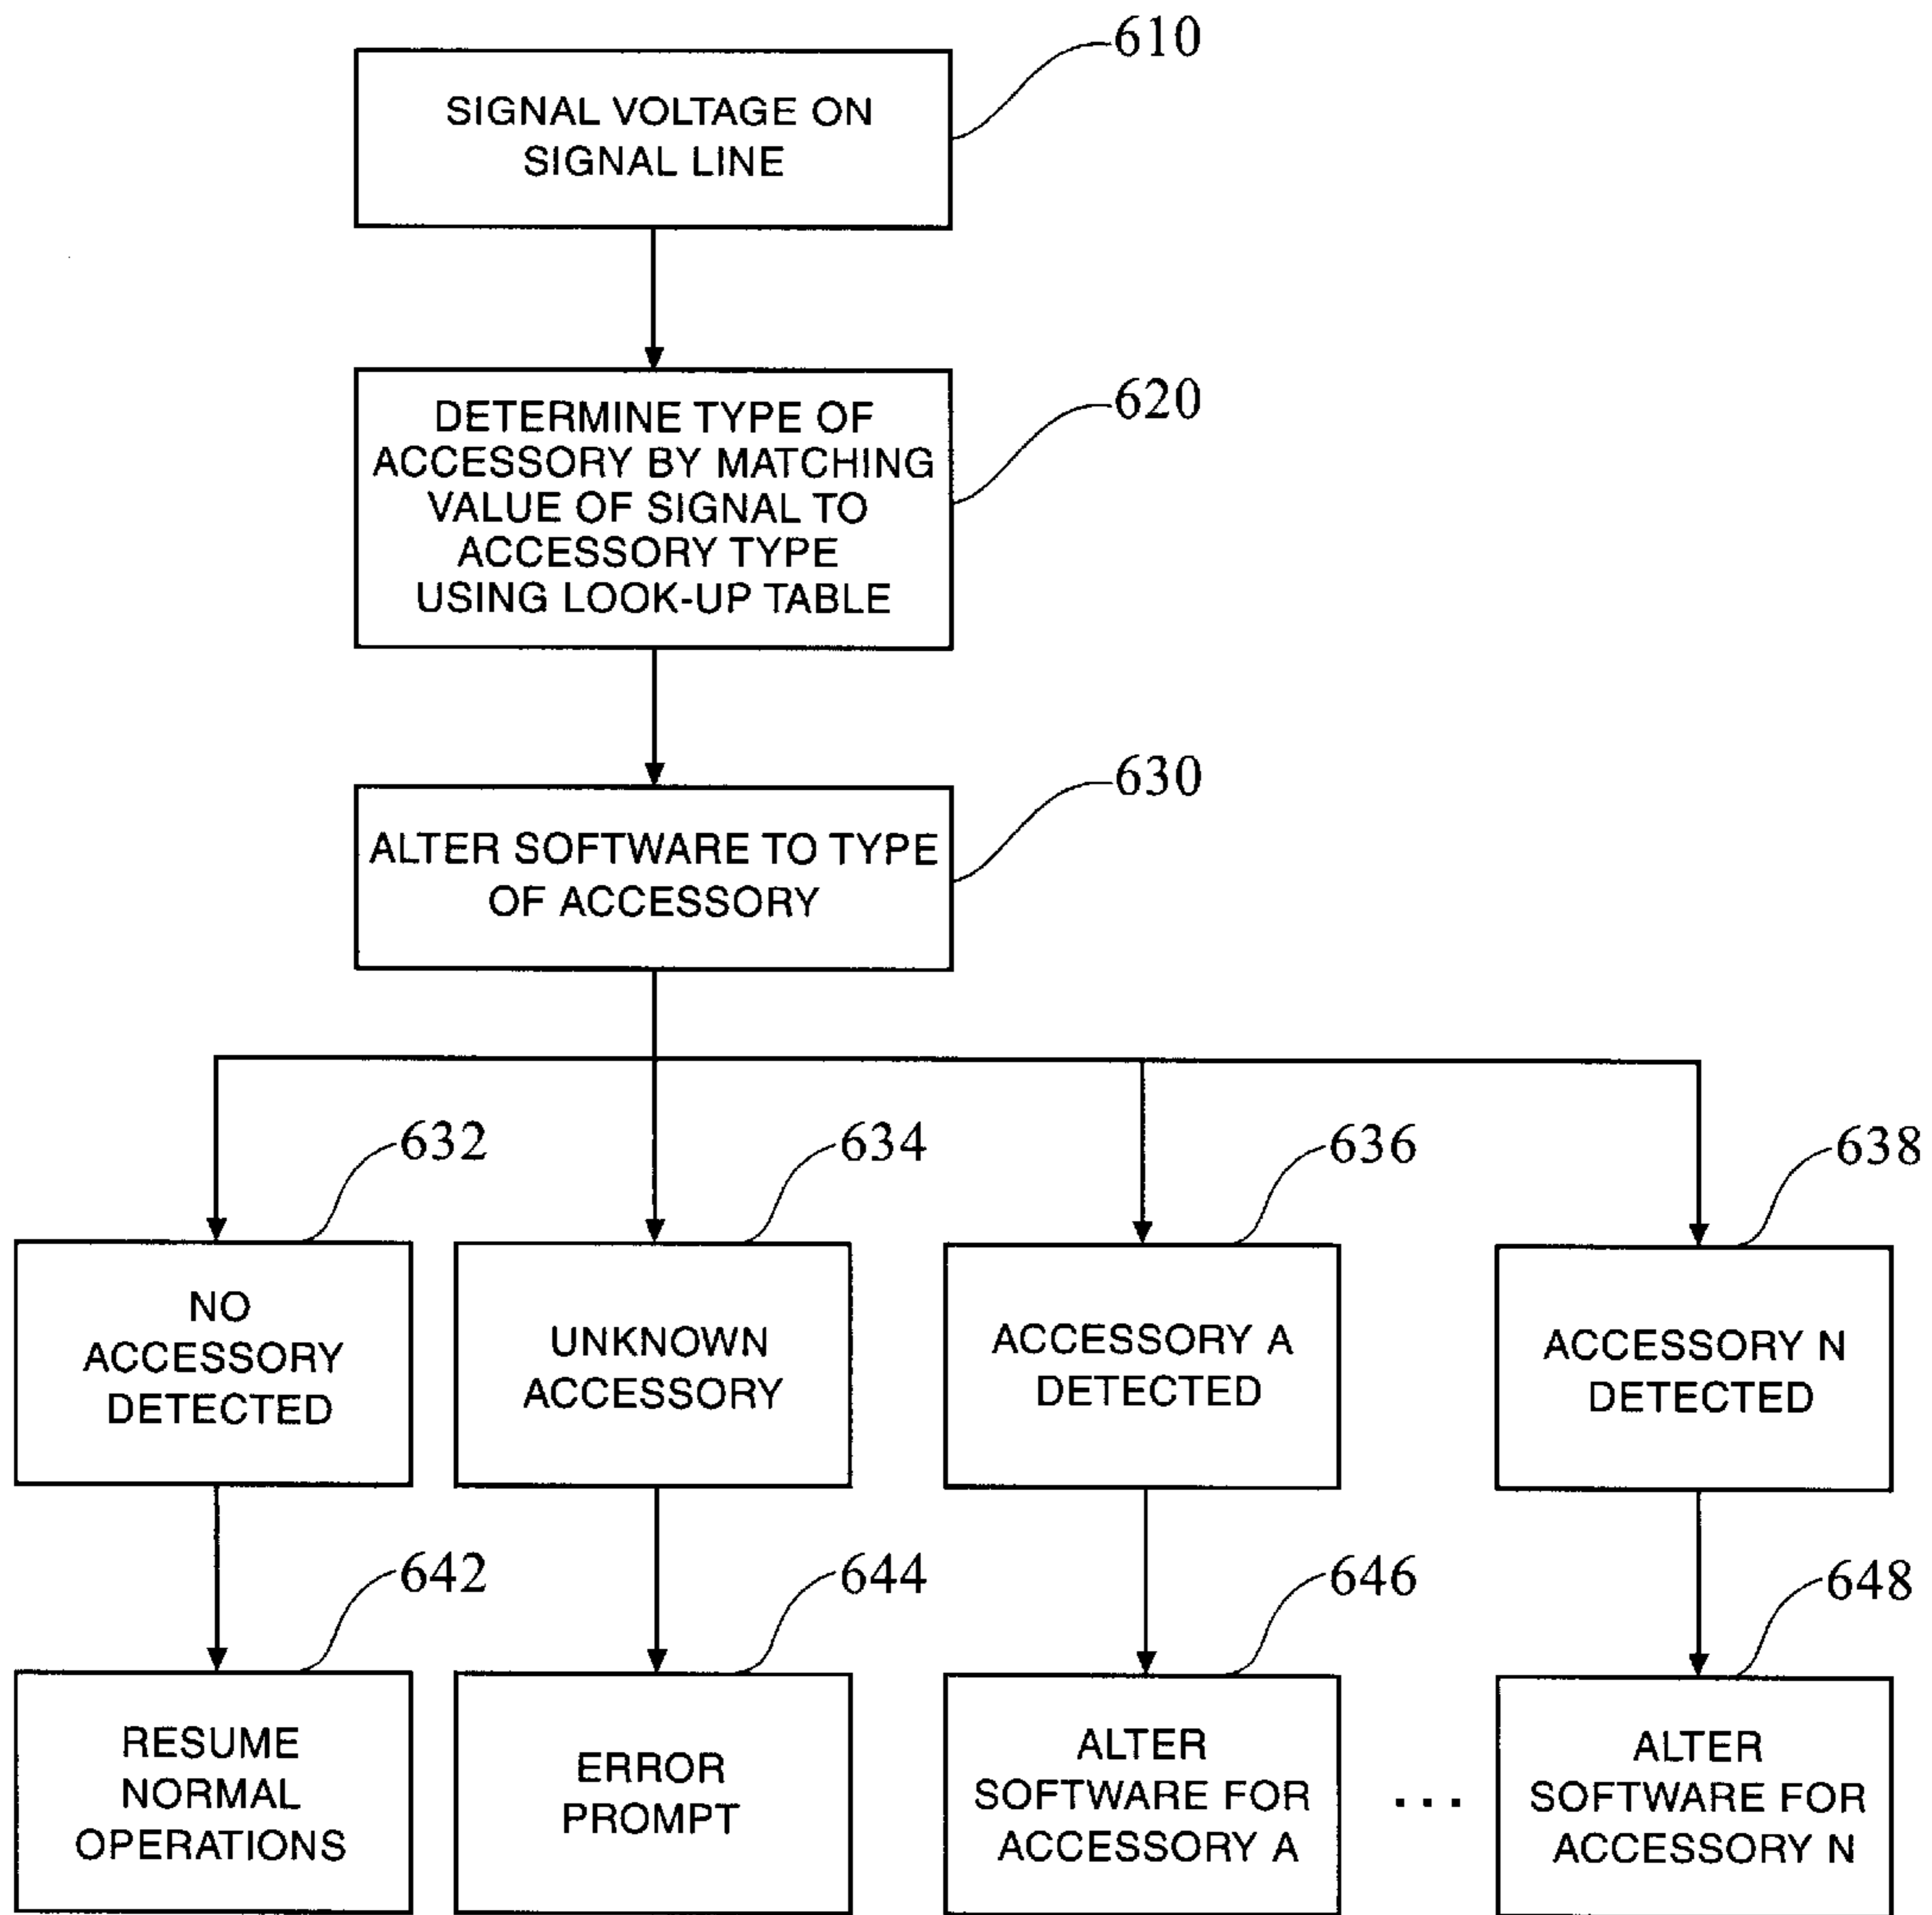 610
SIGNAL VOLTAGE ON
SIGNAL LINE
620
DETERMINE TYPE OF
ACCESSORY BY MATCHING
VALUE OF SIGNAL TO
ACCESSORY TYPE
USING LOOK-UP TABLE
630
ALTER SOFTWARE TO TYPE
OF ACCESSORY
632
NO
ACCESSORY
DETECTED
634
UNKNOWN
ACCESSORY
636
ACCESSORY A
DETECTED
638
ACCESSORY N
DETECTED
642
RESUME
NORMAL
OPERATIONS
644
ERROR
PROMPT
646
ALTER
SOFTWARE FOR
ACCESSORY A
...
648
ALTER
SOFTWARE FOR
ACCESSORY N